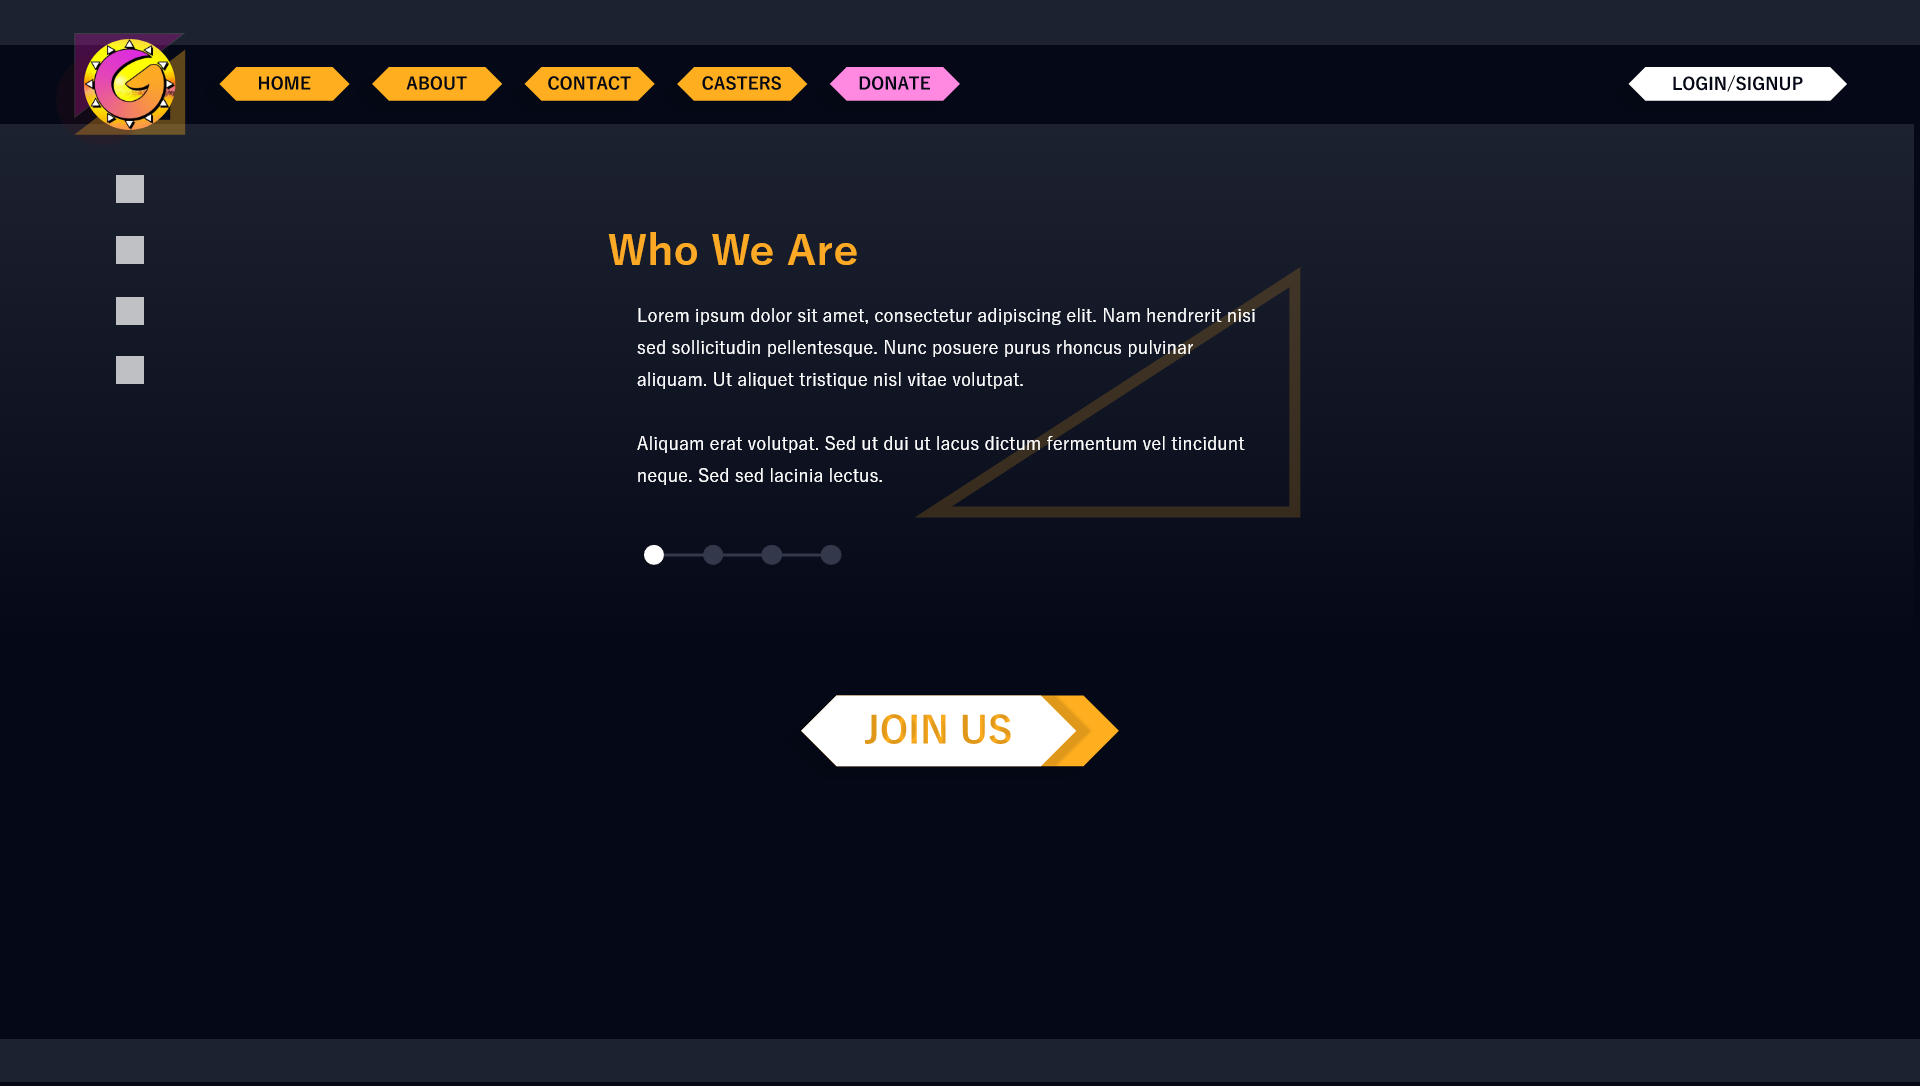 HOME
ABOUT
CONTACT
CASTERS
DONATE
LOGIN/SIGNUP
Who We Are
Lorem ipsum dolor sit amet, consectetur adipiscing elit. Nam hendrerit nisi
sed sollicitudin pellentesque. Nunc posuere purus rhoncus pulvinar
aliquam. Ut aliquet tristique nisl vitae volutpat.
Aliquam erat volutpat. Sed ut dui ut lacus dictum fermentum vel tincidunt
neque. Sed sed lacinia lectus.
JOIN US